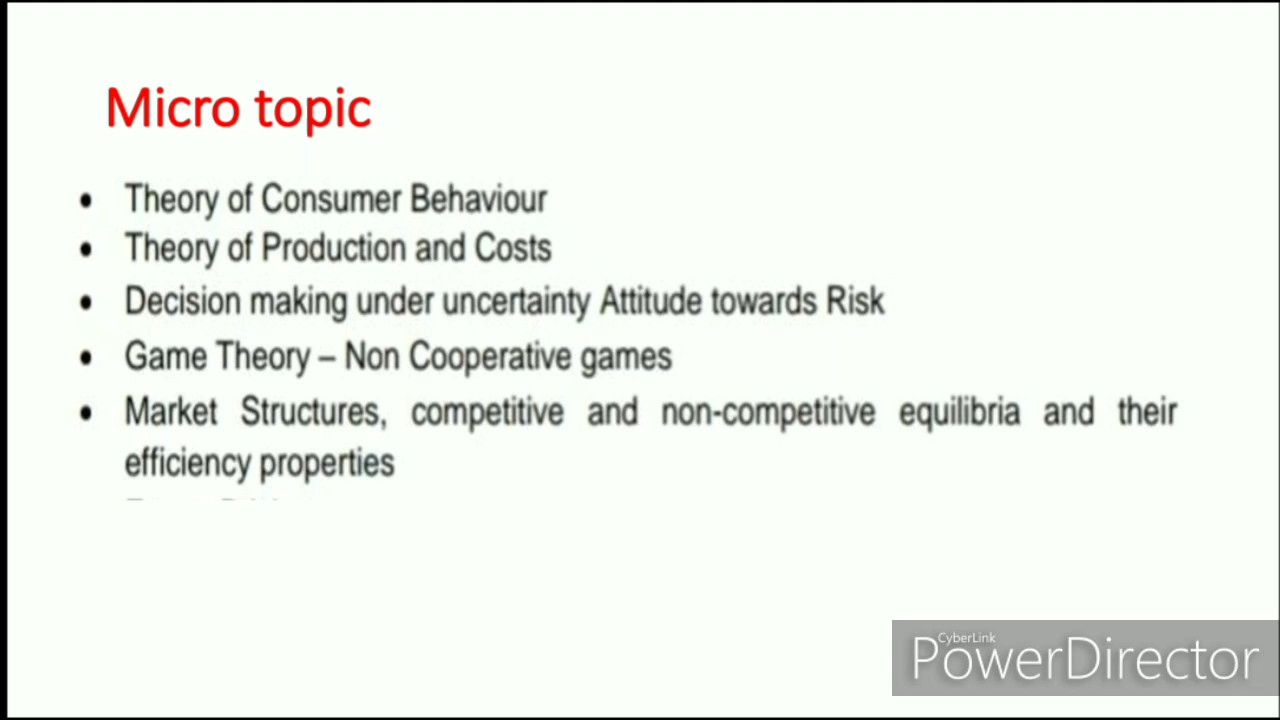 Micro topic
• Theory of Consumer Behaviour
• Theory of Production and Costs
• Decision making under uncertainty Attitude towards Risk
• Game Theory – Non Cooperative games
• Market Structures, competitive and non-competitive equilibria and their
efficiency properties
CyberLink
PowerDirector